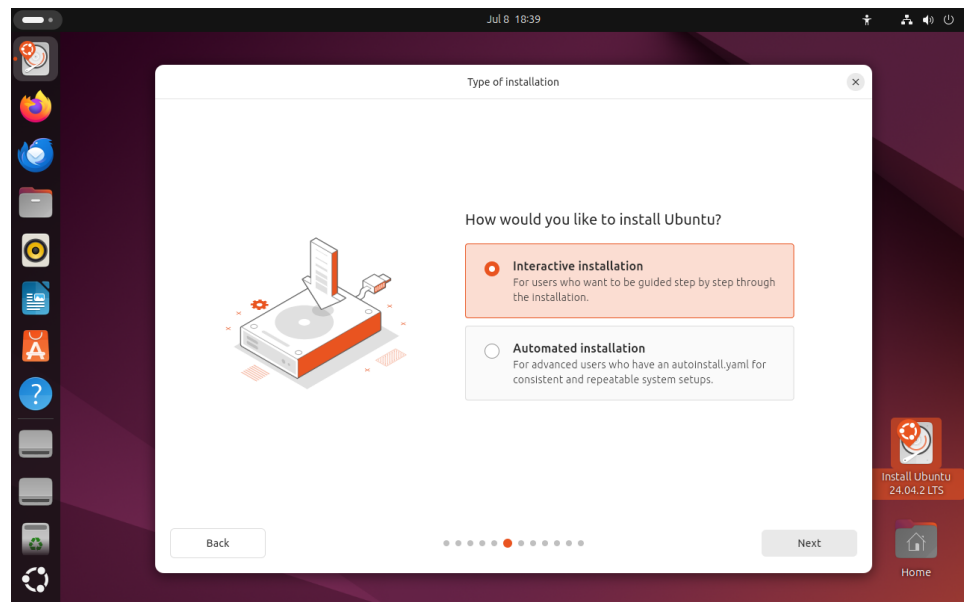 Jul 8 18:39
Type of installation
How would you like to install Ubuntu?
Interactive installation
For users who want to be guided step by step through
the installation.
Automated installation
For advanced users who have an autoinstall.yaml for
consistent and repeatable system setups.
Install Ubuntu
24.04.2 LTS
Back
Next
Home